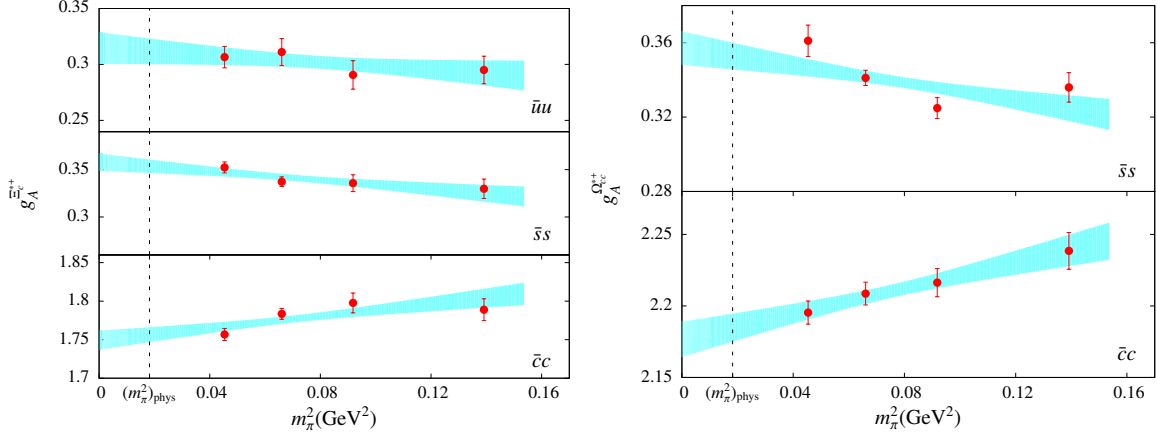 0.35
0.3
0.25
ūu
0.35
0.3
s̄s
1.85
1.8
1.75
1.7
c̄c
g_A^{Ξ_c^{*+}}
0 (m_π^2)_phys 0.04 0.08 0.12 0.16
m_π^2(GeV^2)
0.36
0.32
0.28
s̄s
2.25
2.2
2.15
c̄c
g_A^{Ω_{cc}^{*+}}
0 (m_π^2)_phys 0.04 0.08 0.12 0.16
m_π^2(GeV^2)